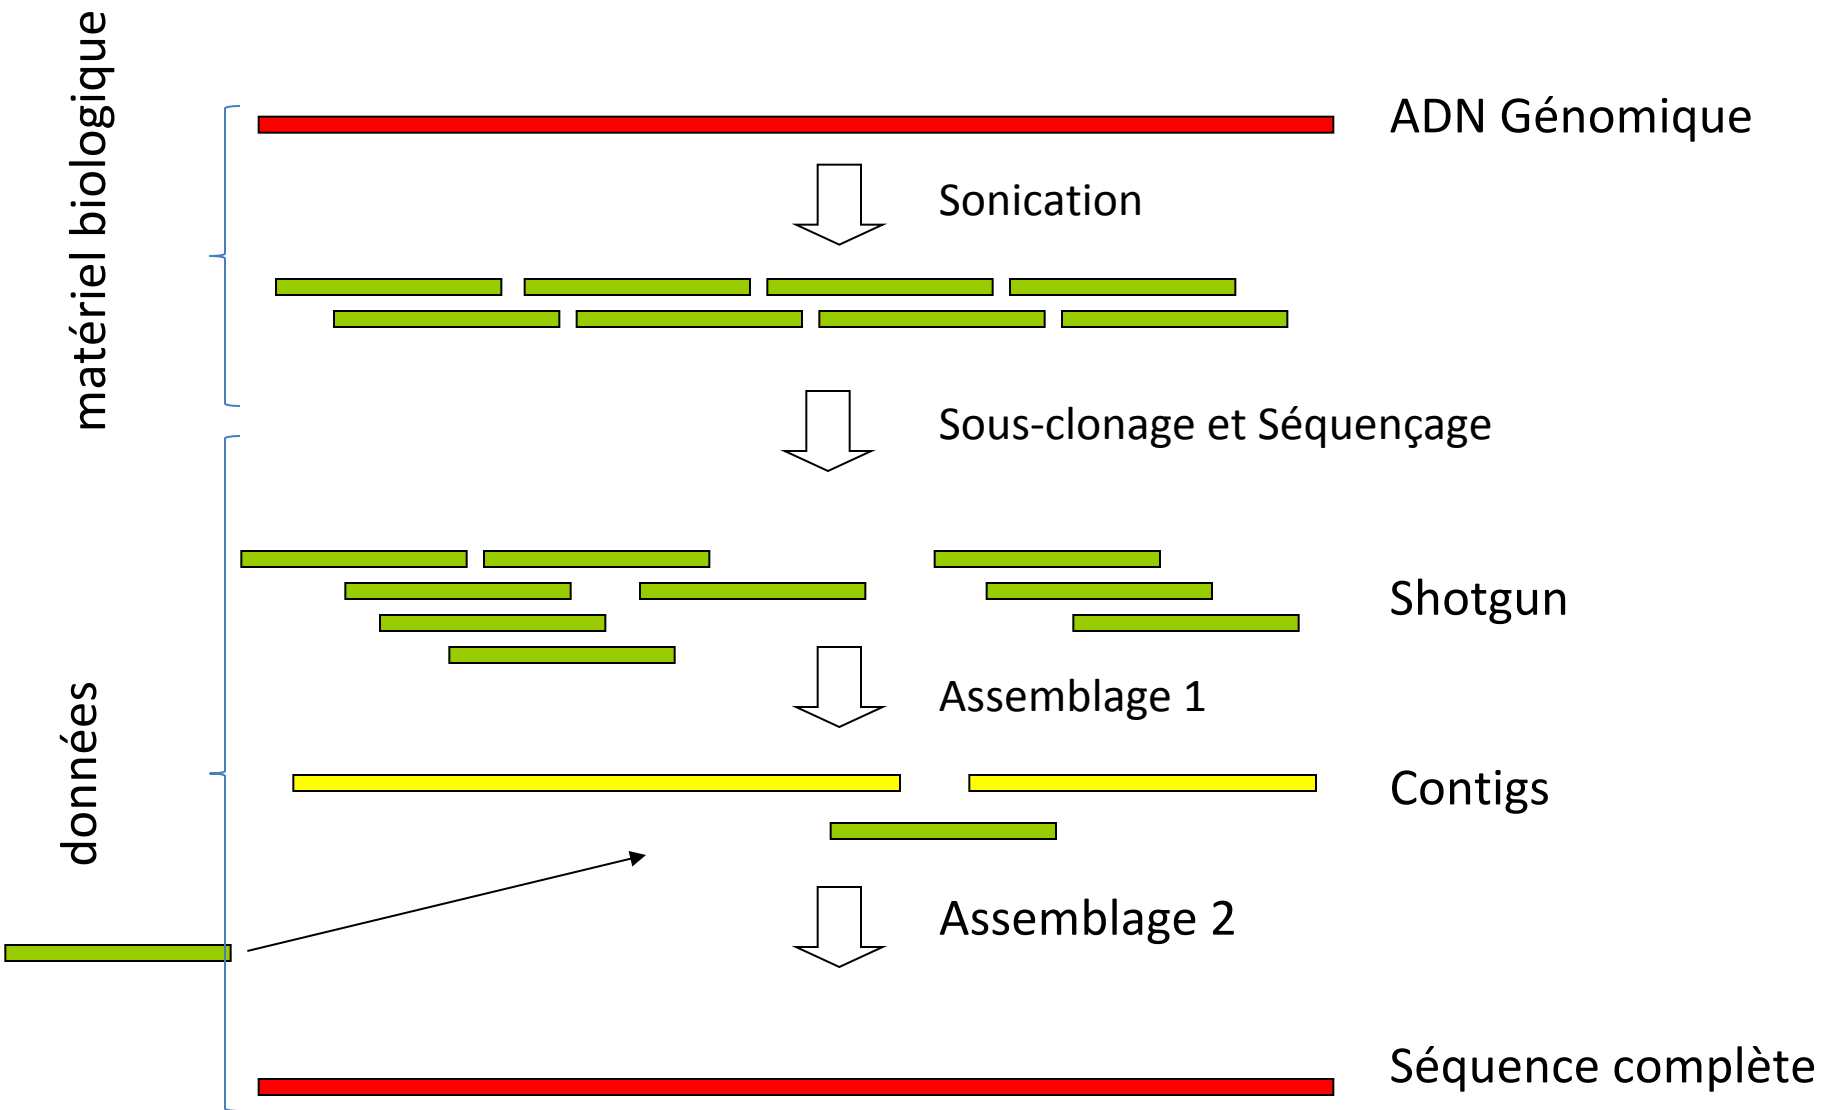 matériel biologique
ADN Génomique
Sonication
Sous-clonage et Séquençage
Shotgun
Assemblage 1
données
Contigs
Assemblage 2
Séquence complète